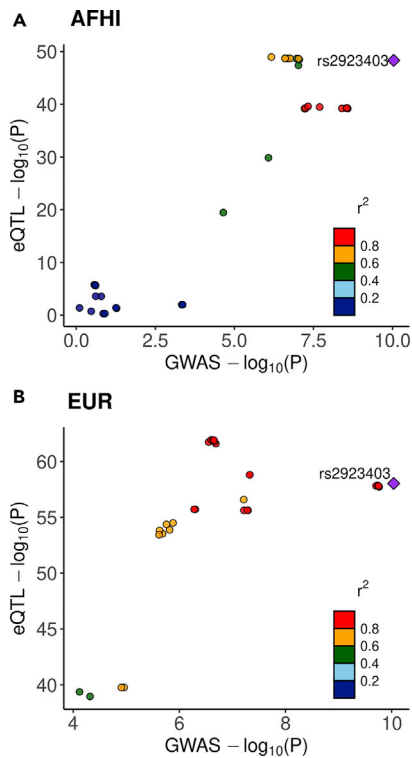 A AFHI
50
40
30
20
10
0
eQTL −log10(P)
rs2923403
r2
0.8
0.6
0.4
0.2
0.0 2.5 5.0 7.5 10.0
GWAS −log10(P)
B EUR
60
55
50
45
40
eQTL −log10(P)
rs2923403
r2
0.8
0.6
0.4
0.2
4 6 8 10
GWAS −log10(P)